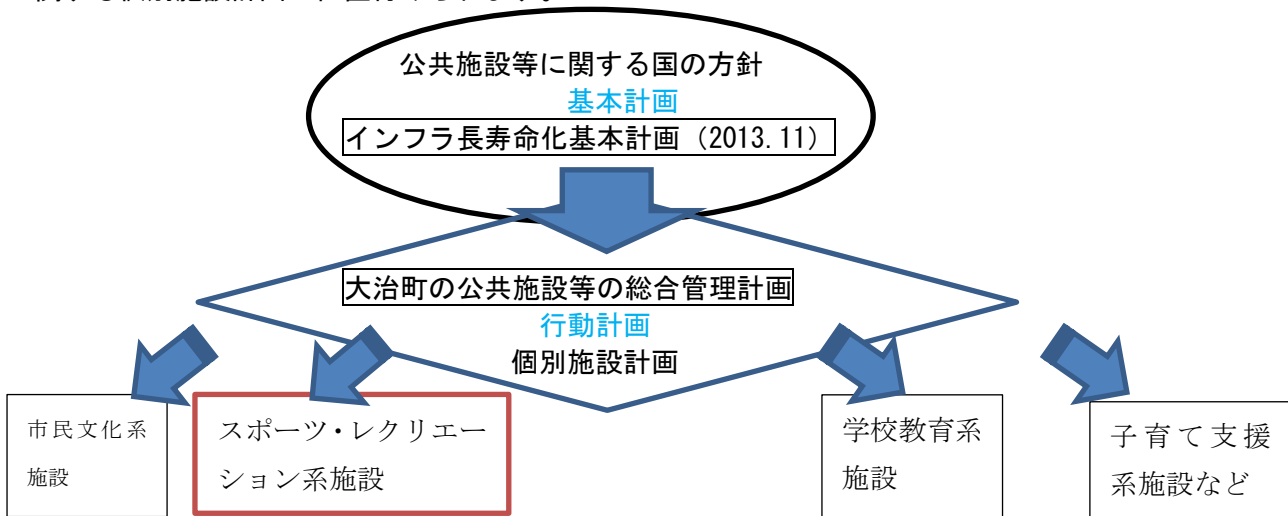 公共施設等に関する国の方針
基本計画
インフラ長寿命化基本計画（2013.11）
大治町の公共施設等の総合管理計画
行動計画
個別施設計画
市民文化系
施設
スポーツ・レクリエー
ション系施設
学校教育系
施設
子育て支援
系施設など